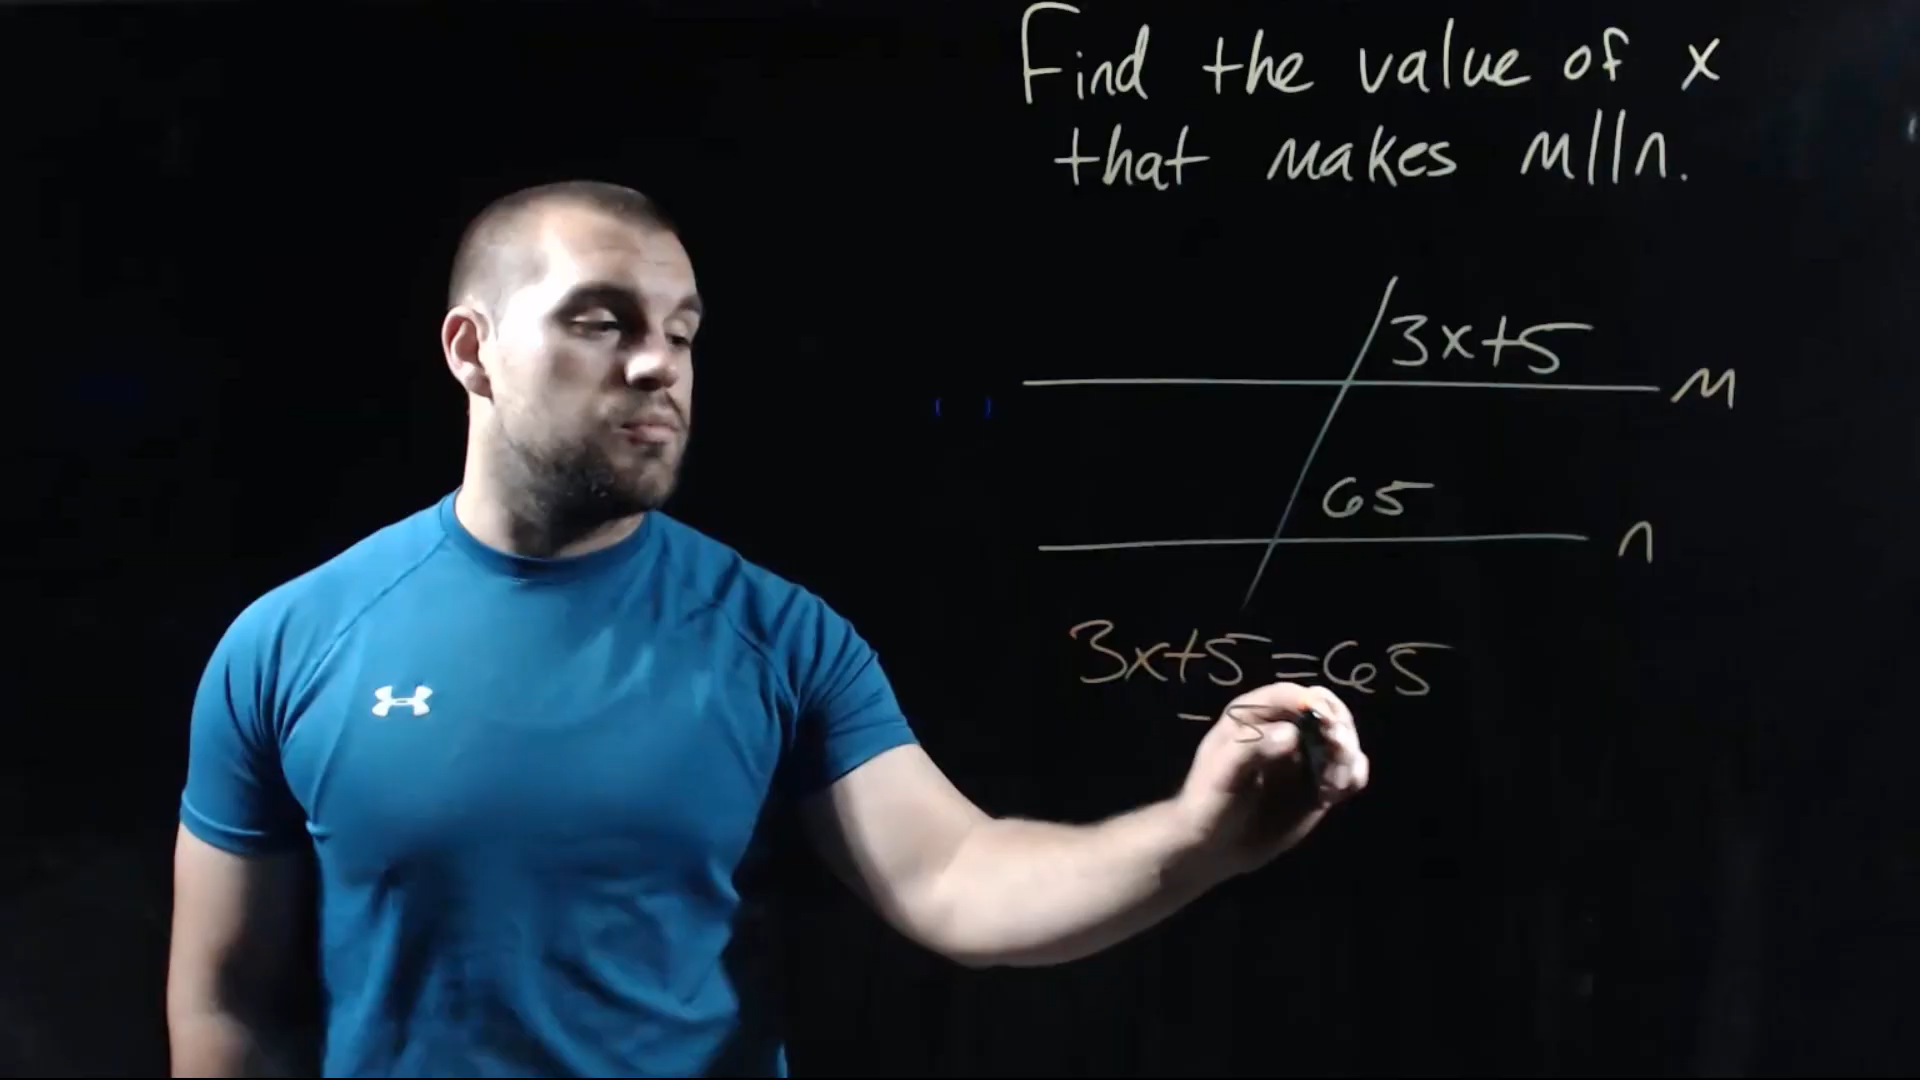 Find the value of x
that makes m||n.
3x+5
m
65
n
3x+5=65
-5